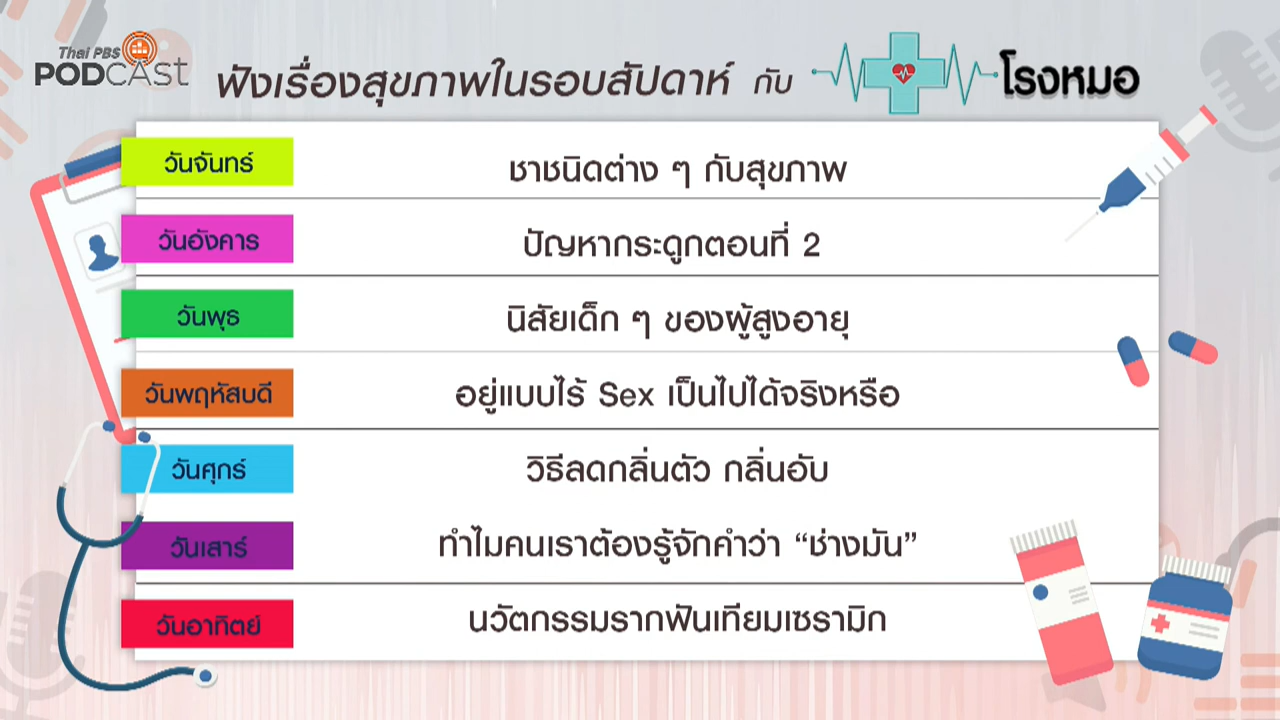 Thai PBS
PODCAST
ฟังเรื่องสุขภาพในรอบสัปดาห์ กับ โรงหมอ
วันจันทร์ ชาชนิดต่าง ๆ กับสุขภาพ
วันอังคาร ปัญหากระดูกตอนที่ 2
วันพุธ นิสัยเด็ก ๆ ของผู้สูงอายุ
วันพฤหัสบดี อยู่แบบไร้ Sex เป็นไปได้จริงหรือ
วันศุกร์ วิธีลดกลิ่นตัว กลิ่นอับ
วันเสาร์ ทำไมคนเราต้องรู้จักคำว่า “ช่างมัน”
วันอาทิตย์ นวัตกรรมรากฟันเทียมเซรามิก